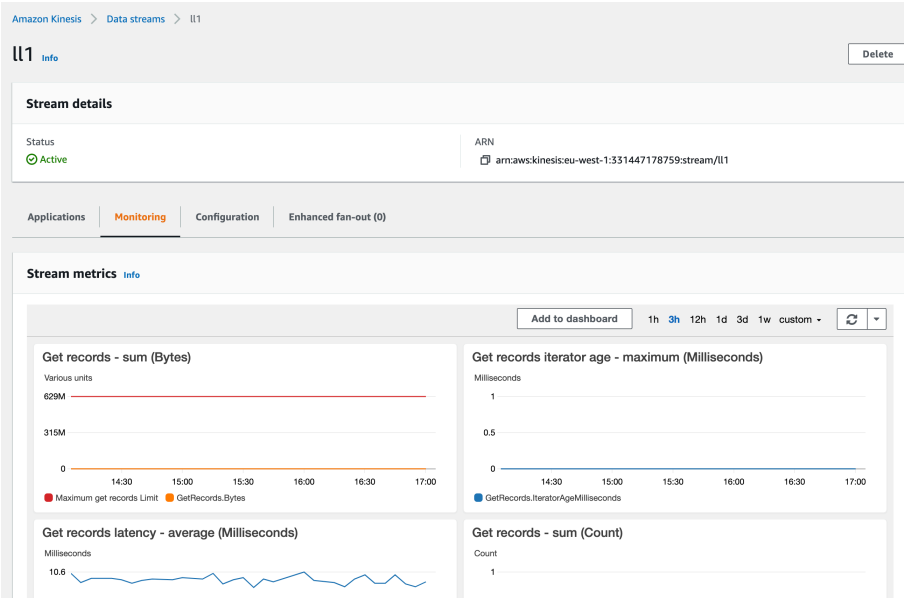 Amazon Kinesis > Data streams > ll1
ll1 Info
Delete
Stream details
Status
Active
ARN
arn:aws:kinesis:eu-west-1:331447178759:stream/ll1
Applications
Monitoring
Configuration
Enhanced fan-out (0)
Stream metrics Info
Add to dashboard
1h 3h 12h 1d 3d 1w custom
Get records - sum (Bytes)
Various units
629M
315M
0
14:30 15:00 15:30 16:00 16:30 17:00
Maximum get records Limit GetRecords.Bytes
Get records iterator age - maximum (Milliseconds)
Milliseconds
1
0.5
0
14:30 15:00 15:30 16:00 16:30 17:00
GetRecords.IteratorAgeMilliseconds
Get records latency - average (Milliseconds)
Milliseconds
10.6
Get records - sum (Count)
Count
1